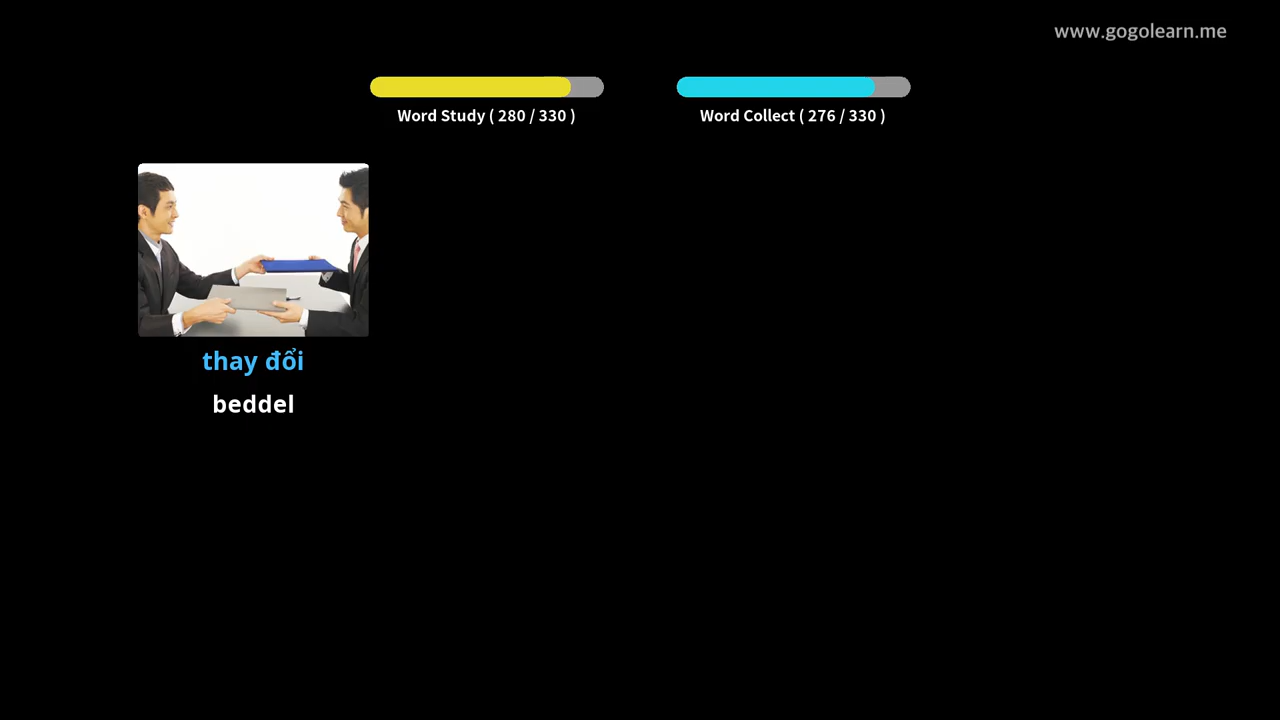 www.gogolearn.me
Word Study ( 280 / 330 )
Word Collect ( 276 / 330 )
thay đổi
beddel